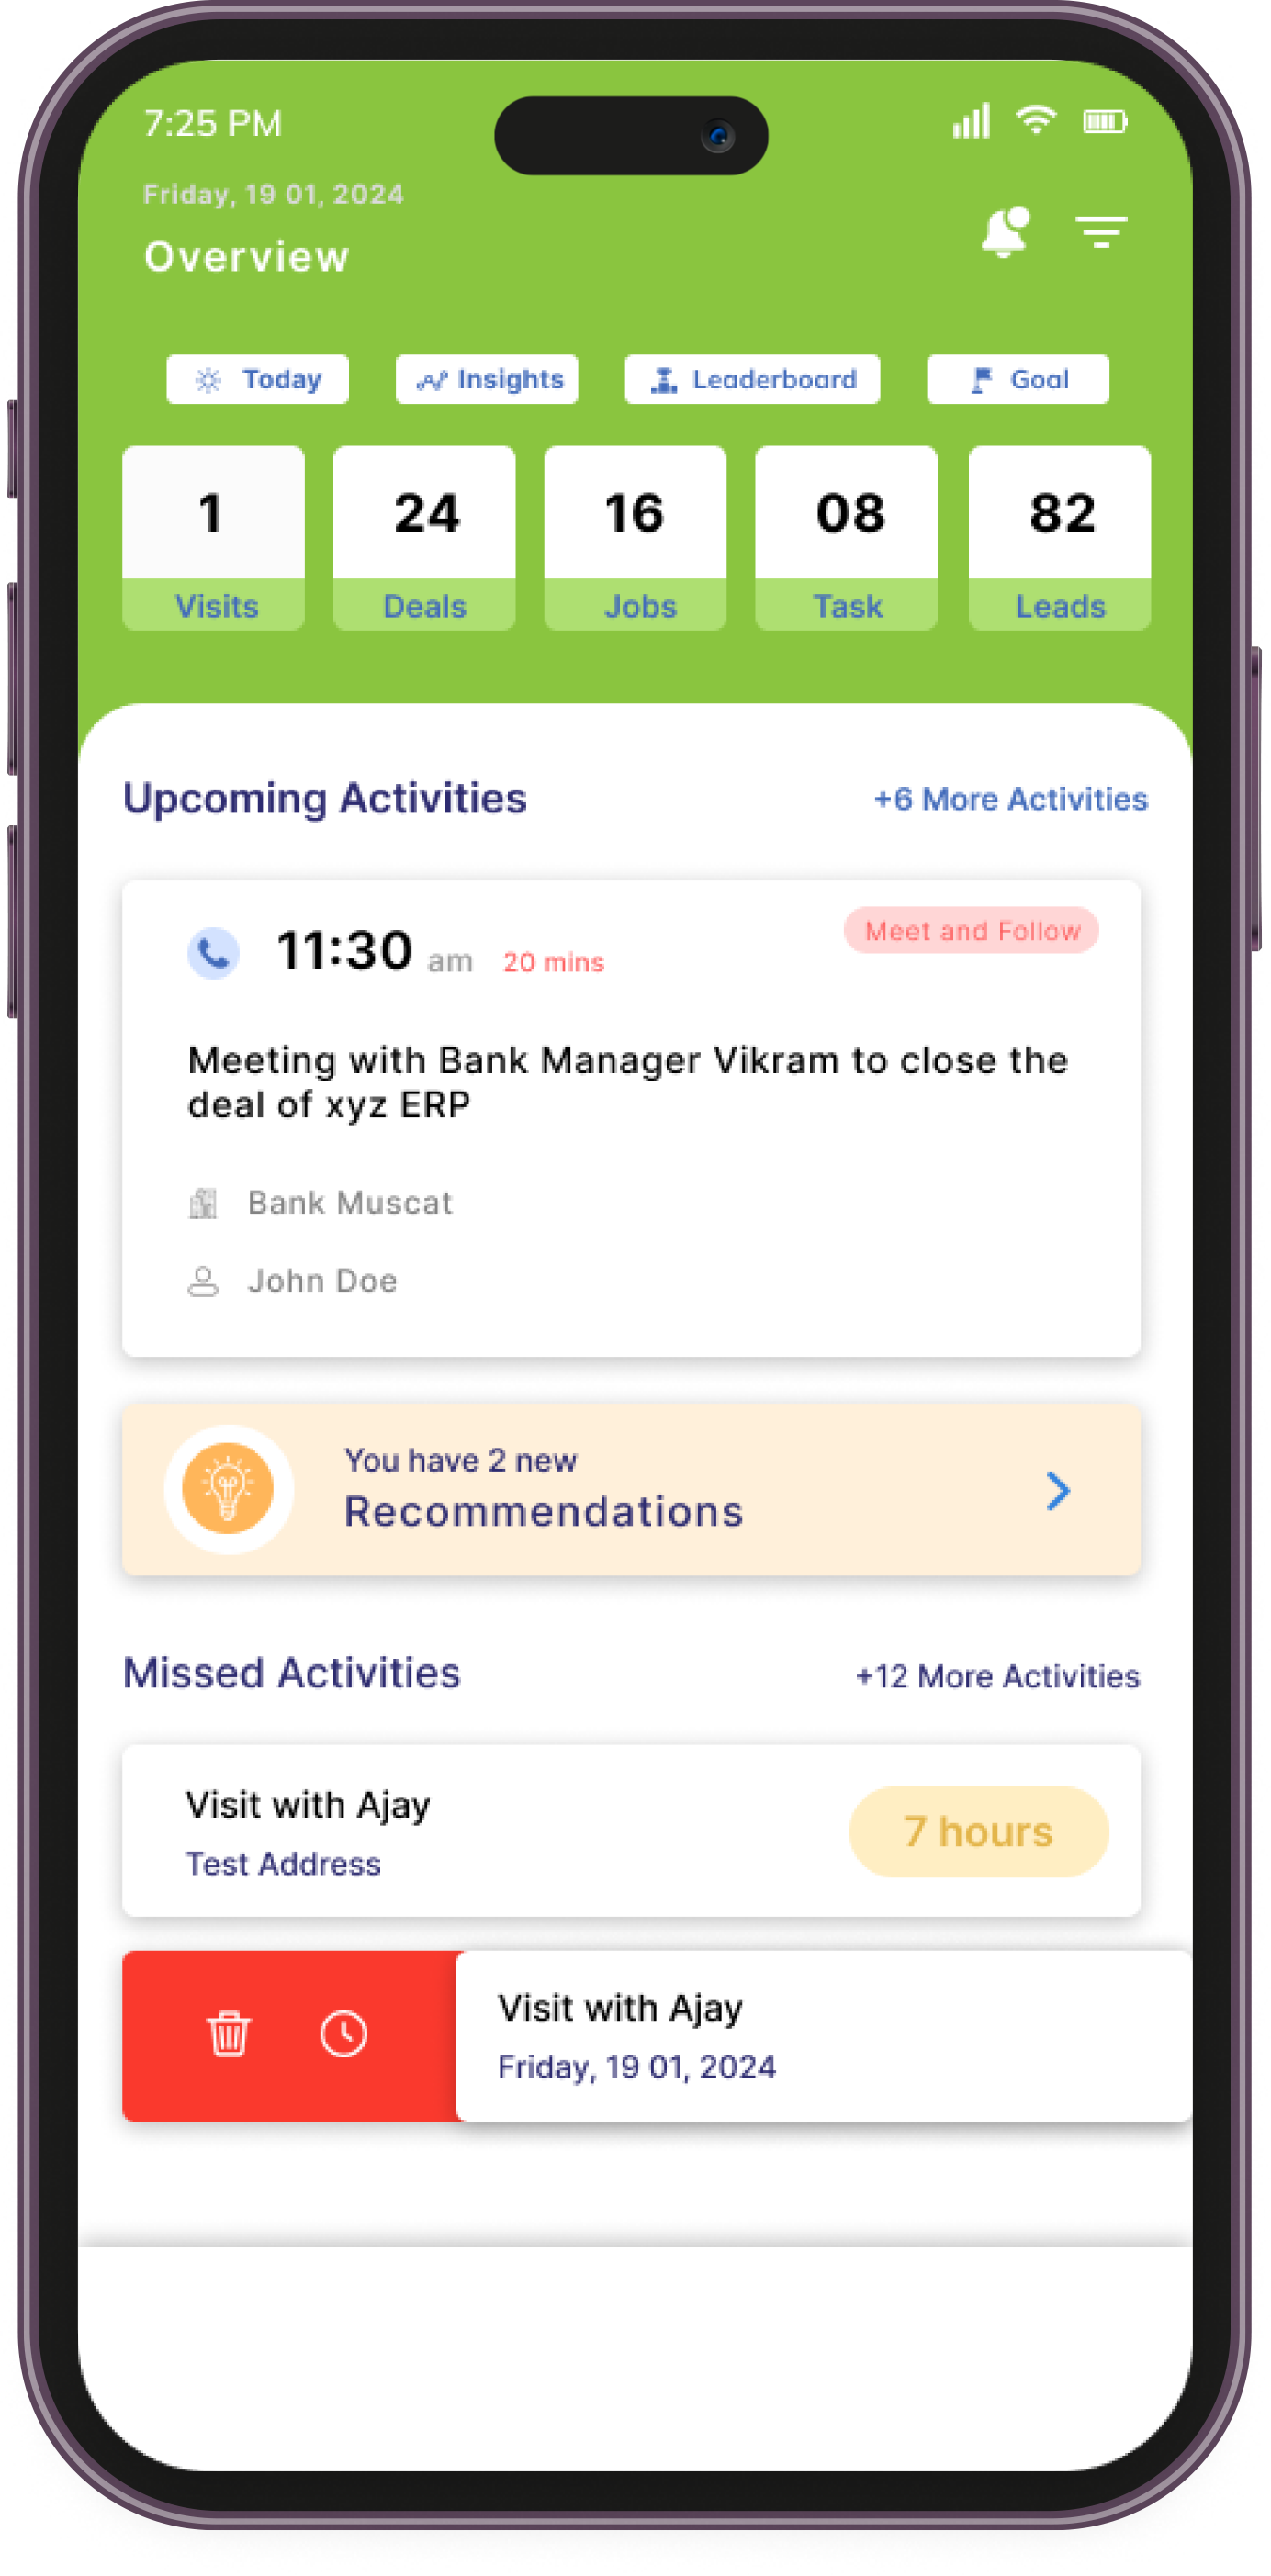 7:25 PM
Friday, 19 01, 2024
Overview
Today
Insights
Leaderboard
Goal
1
24
16
08
82
Visits
Deals
Jobs
Task
Leads
Upcoming Activities
+6 More Activities
11:30 am 20 mins
Meet and Follow
Meeting with Bank Manager Vikram to close the
deal of xyz ERP
Bank Muscat
John Doe
You have 2 new
Recommendations
Missed Activities
+12 More Activities
Visit with Ajay
Test Address
7 hours
Visit with Ajay
Friday, 19 01, 2024